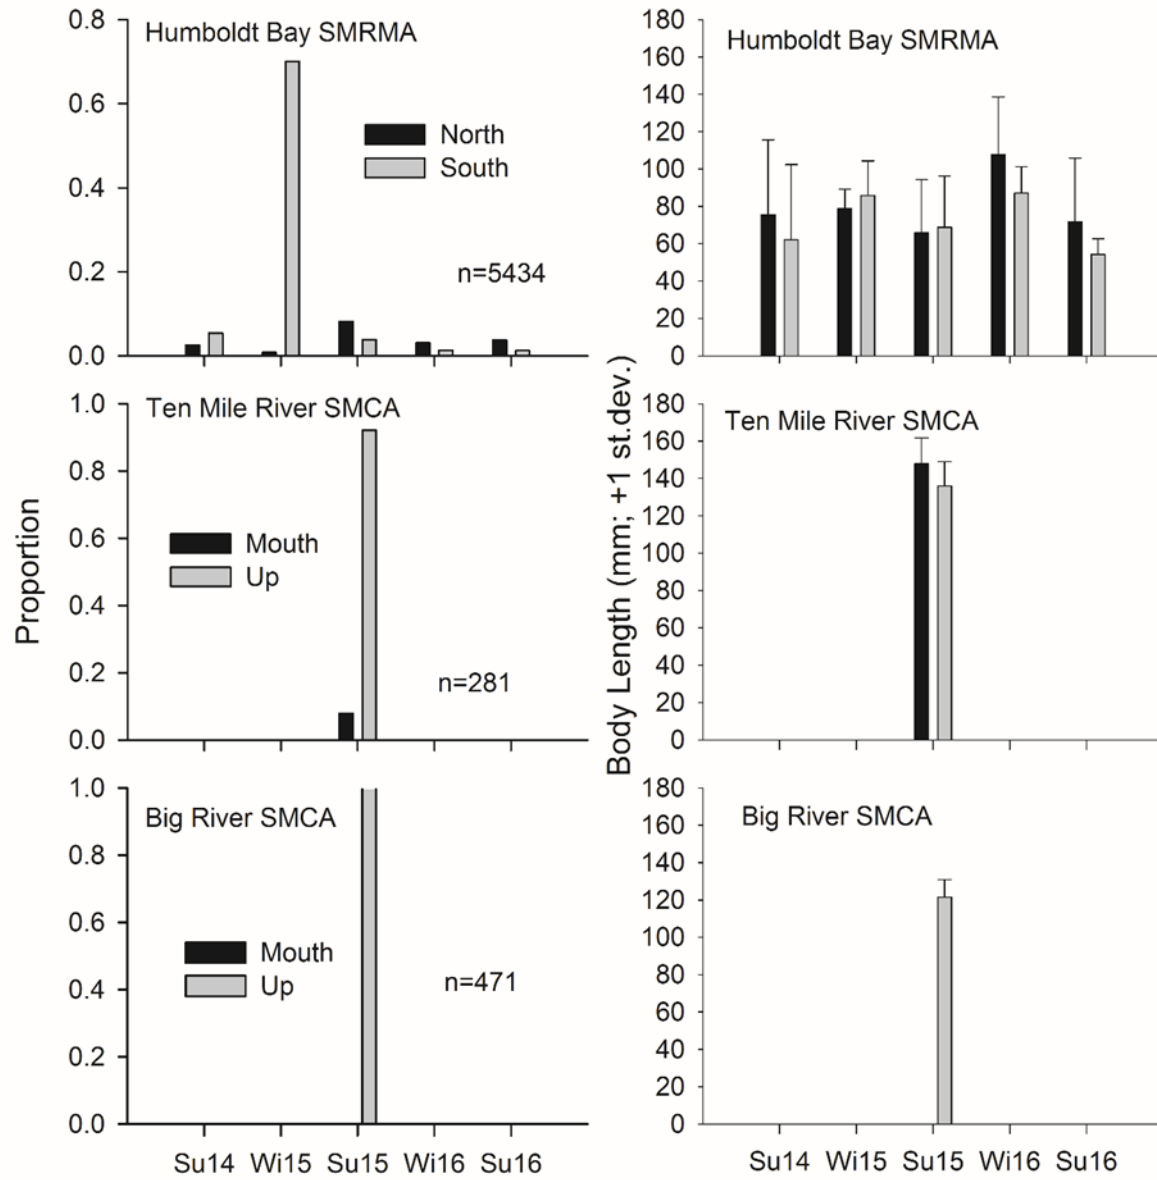 Proportion
Humboldt Bay SMRMA
0.8
0.6
0.4
0.2
0.0
North
South
n=5434
Ten Mile River SMCA
1.0
0.8
0.6
0.4
0.2
0.0
Mouth
Up
n=281
Big River SMCA
1.0
0.8
0.6
0.4
0.2
0.0
Mouth
Up
n=471
Su14 Wi15 Su15 Wi16 Su16
Body Length (mm; +1 st.dev.)
Humboldt Bay SMRMA
180
160
140
120
100
80
60
40
20
0
Ten Mile River SMCA
180
160
140
120
100
80
60
40
20
0
Big River SMCA
180
160
140
120
100
80
60
40
20
0
Su14 Wi15 Su15 Wi16 Su16